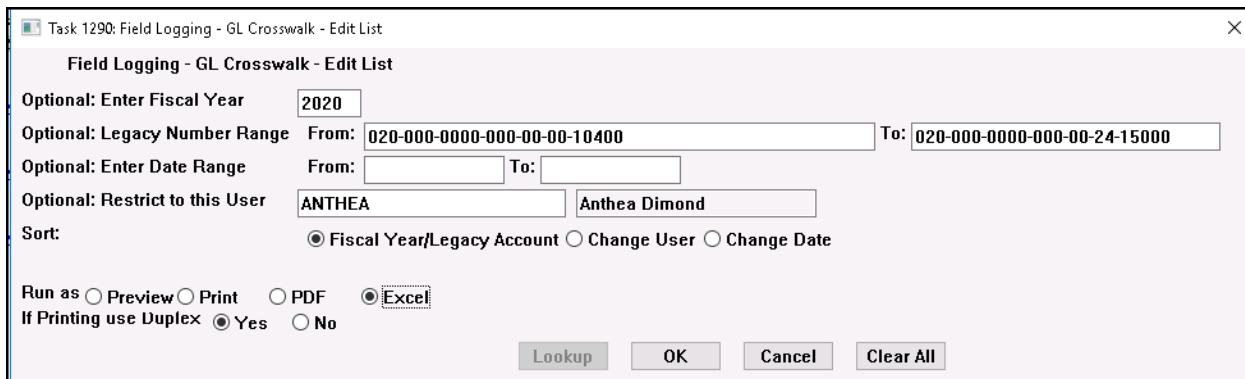 Task 1290: Field Logging - GL Crosswalk - Edit List
Field Logging - GL Crosswalk - Edit List
Optional: Enter Fiscal Year 2020
Optional: Legacy Number Range From: 020-000-0000-000-00-00-10400 To: 020-000-0000-000-00-24-15000
Optional: Enter Date Range From: To:
Optional: Restrict to this User ANTHEA Anthea Dimond
Sort: Fiscal Year/Legacy Account Change User Change Date
Run as Preview Print PDF Excel
If Printing use Duplex Yes No
Lookup OK Cancel Clear All